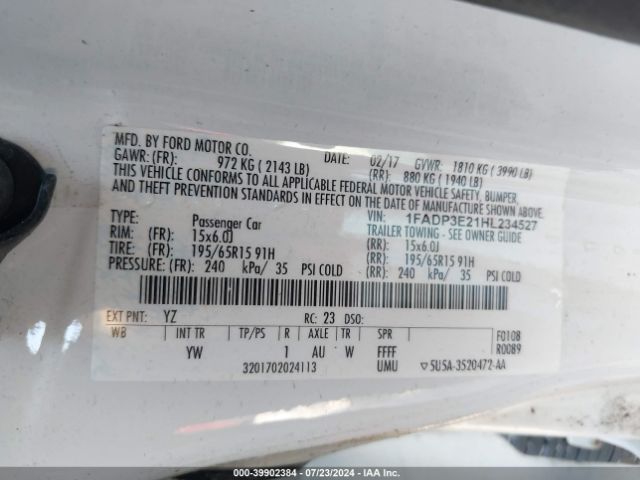 MFD. BY FORD MOTOR CO.
DATE: 02/17 GVWR: 1810 KG ( 3990 LB)
GAWR: (FR): 972 KG ( 2143 LB) (RR): 880 KG ( 1940 LB)
THIS VEHICLE CONFORMS TO ALL APPLICABLE FEDERAL MOTOR VEHICLE SAFETY, BUMPER,
AND THEFT PREVENTION STANDARDS IN EFFECT ON THE DATE OF MANUFACTURE SHOWN ABOVE.
VIN: 1FADP3E21HL234527
TYPE: Passenger Car TRAILER TOWING - SEE OWNER GUIDE
RIM: (FR): 15x6.0J (RR): 15x6.0J
TIRE: (FR): 195/65R15 91H (RR): 195/65R15 91H
PRESSURE: (FR): 240 kPa/ 35 PSI COLD (RR): 240 kPa/ 35 PSI COLD
EXT PNT: YZ RC: 23 DSO:
WB INT TR TP/PS R AXLE TR SPR F0108
YW 1 AU W FFFF R0089
3201702024113 UMU ▽5U5A-3520472-AA
000-39902384 - 07/23/2024 - IAA Inc.